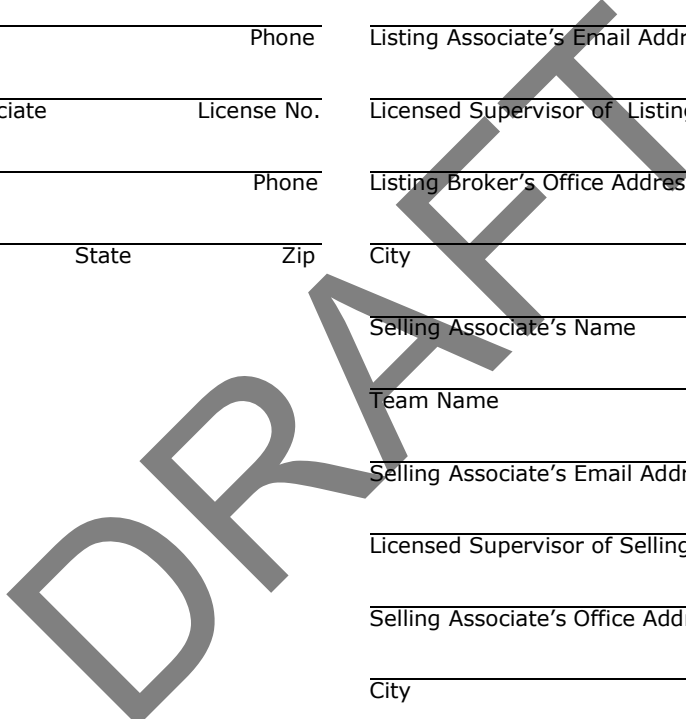 Phone Listing Associate’s Email Addr
ciate License No. Licensed Supervisor of Listing
Phone Listing Broker’s Office Addres
State Zip City
Selling Associate’s Name
Team Name
Selling Associate’s Email Addr
Licensed Supervisor of Selling
Selling Associate’s Office Addr
City
DRAFT